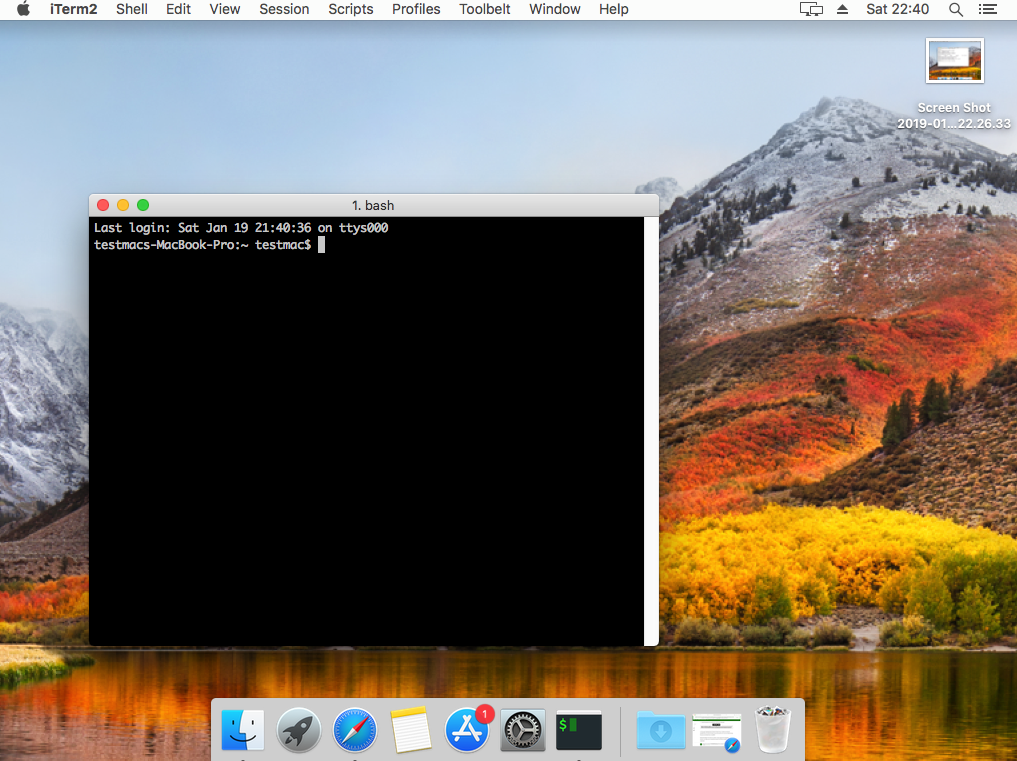 iTerm2 Shell Edit View Session Scripts Profiles Toolbelt Window Help Sat 22:40
Screen Shot
2019-01...22.26.33
1. bash
Last login: Sat Jan 19 21:40:36 on ttys000
testmacs-MacBook-Pro:~ testmac$
1
$